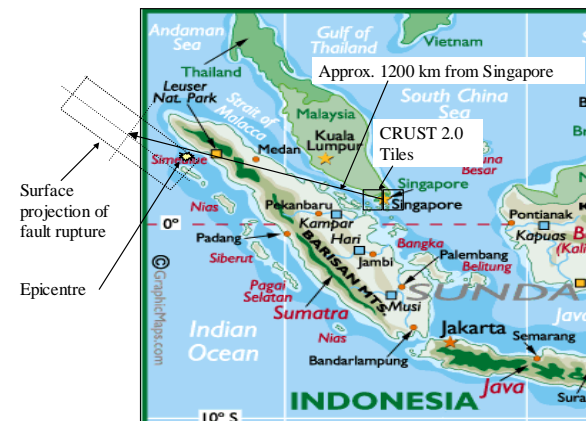 Andaman
Sea
Gulf of
Thailand
Vietnam
Thailand
Approx. 1200 km from Singapore
Leuser
Nat. Park
Strait of
Malacca
Malaysia
South China
Sea
Kuala
Lumpur
CRUST 2.0
Tiles
Medan
Besar
Singapore
Singapore
Surface
projection of
fault rupture
Nias
Pekanbaru
Kampar
Pontianak
Kapuas
0°
Padang
Hari
Jambi
Bangka
Palembang
Belitung
Siberut
BARISAN MTS.
Epicentre
Pagai
Selatan
Musi
SUNDA
Sumatra
©GraphicMaps.com
Nias
Jakarta
Semarang
Indian
Ocean
Bandarlampung
Java
INDONESIA
10° S